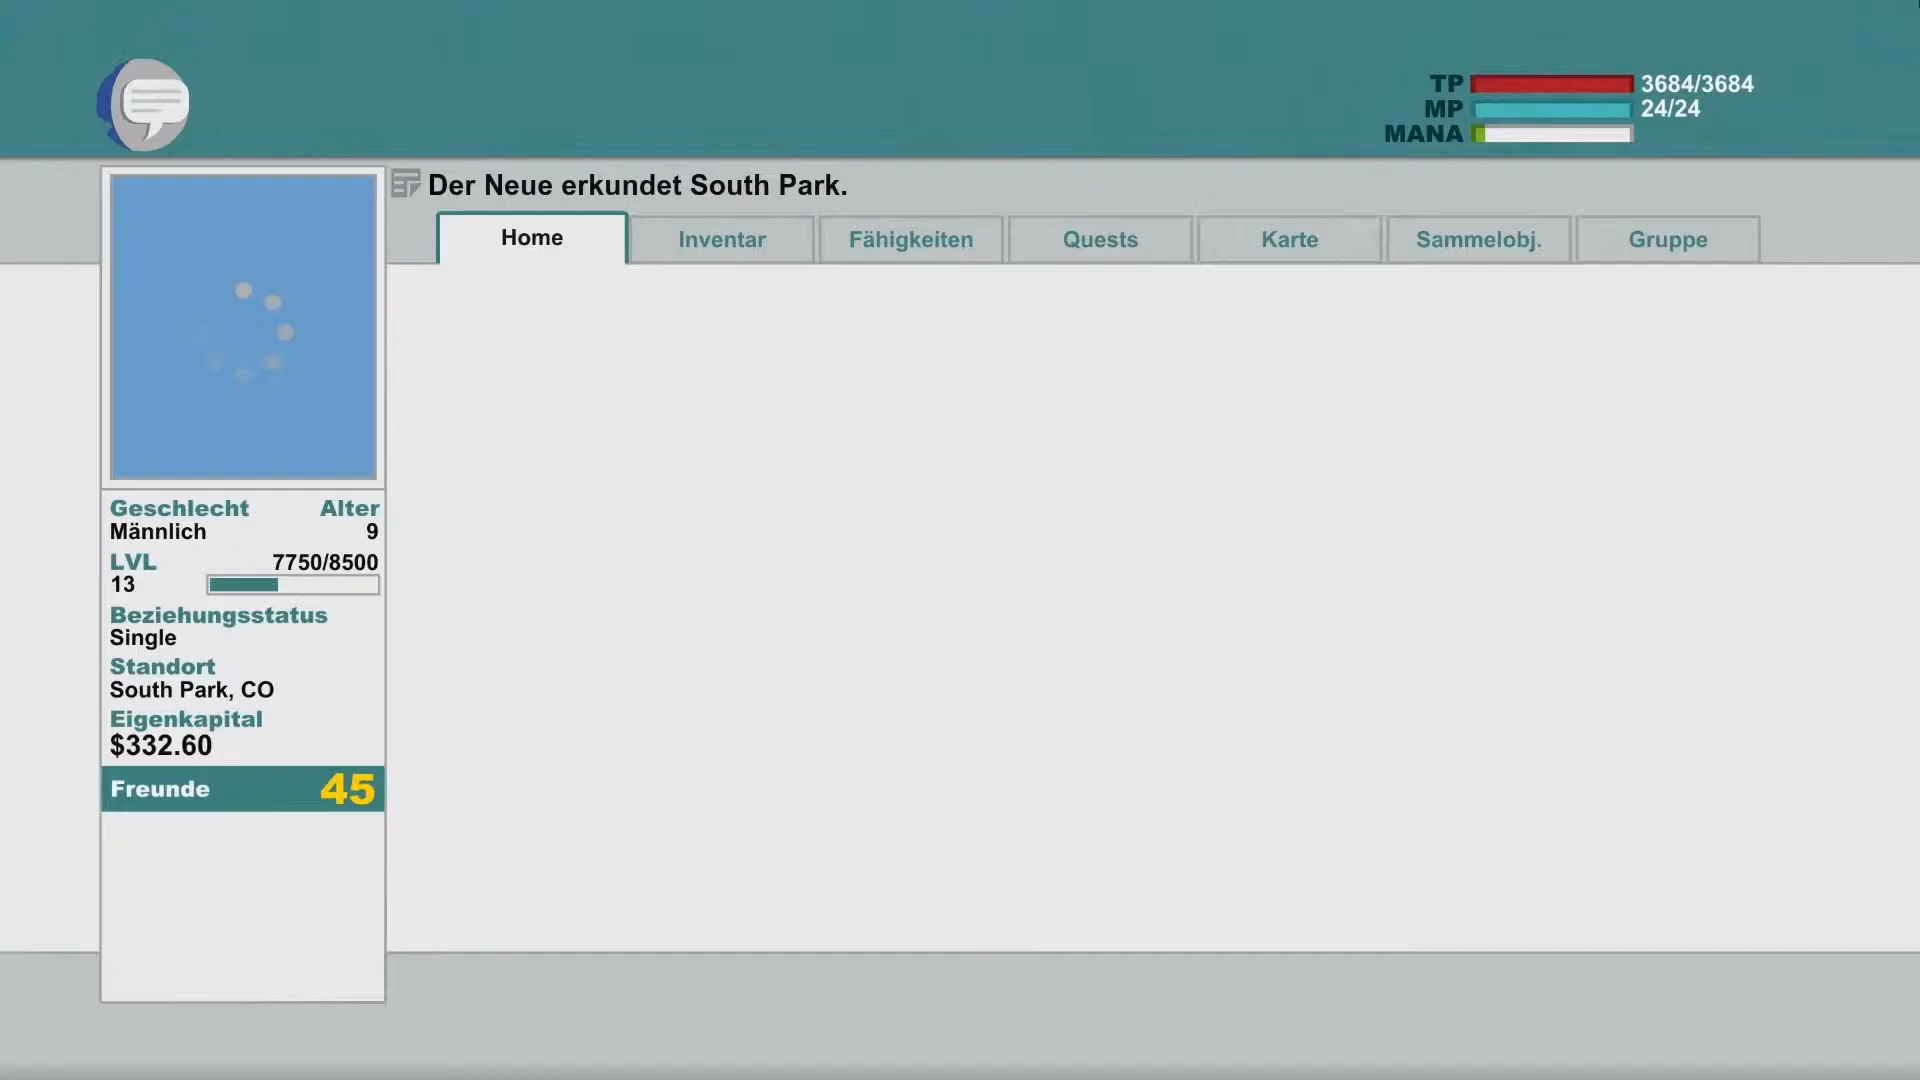 TP 3684/3684
MP 24/24
MANA
Der Neue erkundet South Park.
Home Inventar Fähigkeiten Quests Karte Sammelobj. Gruppe
Geschlecht Alter
Männlich 9
LVL 7750/8500
13
Beziehungsstatus
Single
Standort
South Park, CO
Eigenkapital
$332.60
Freunde 45